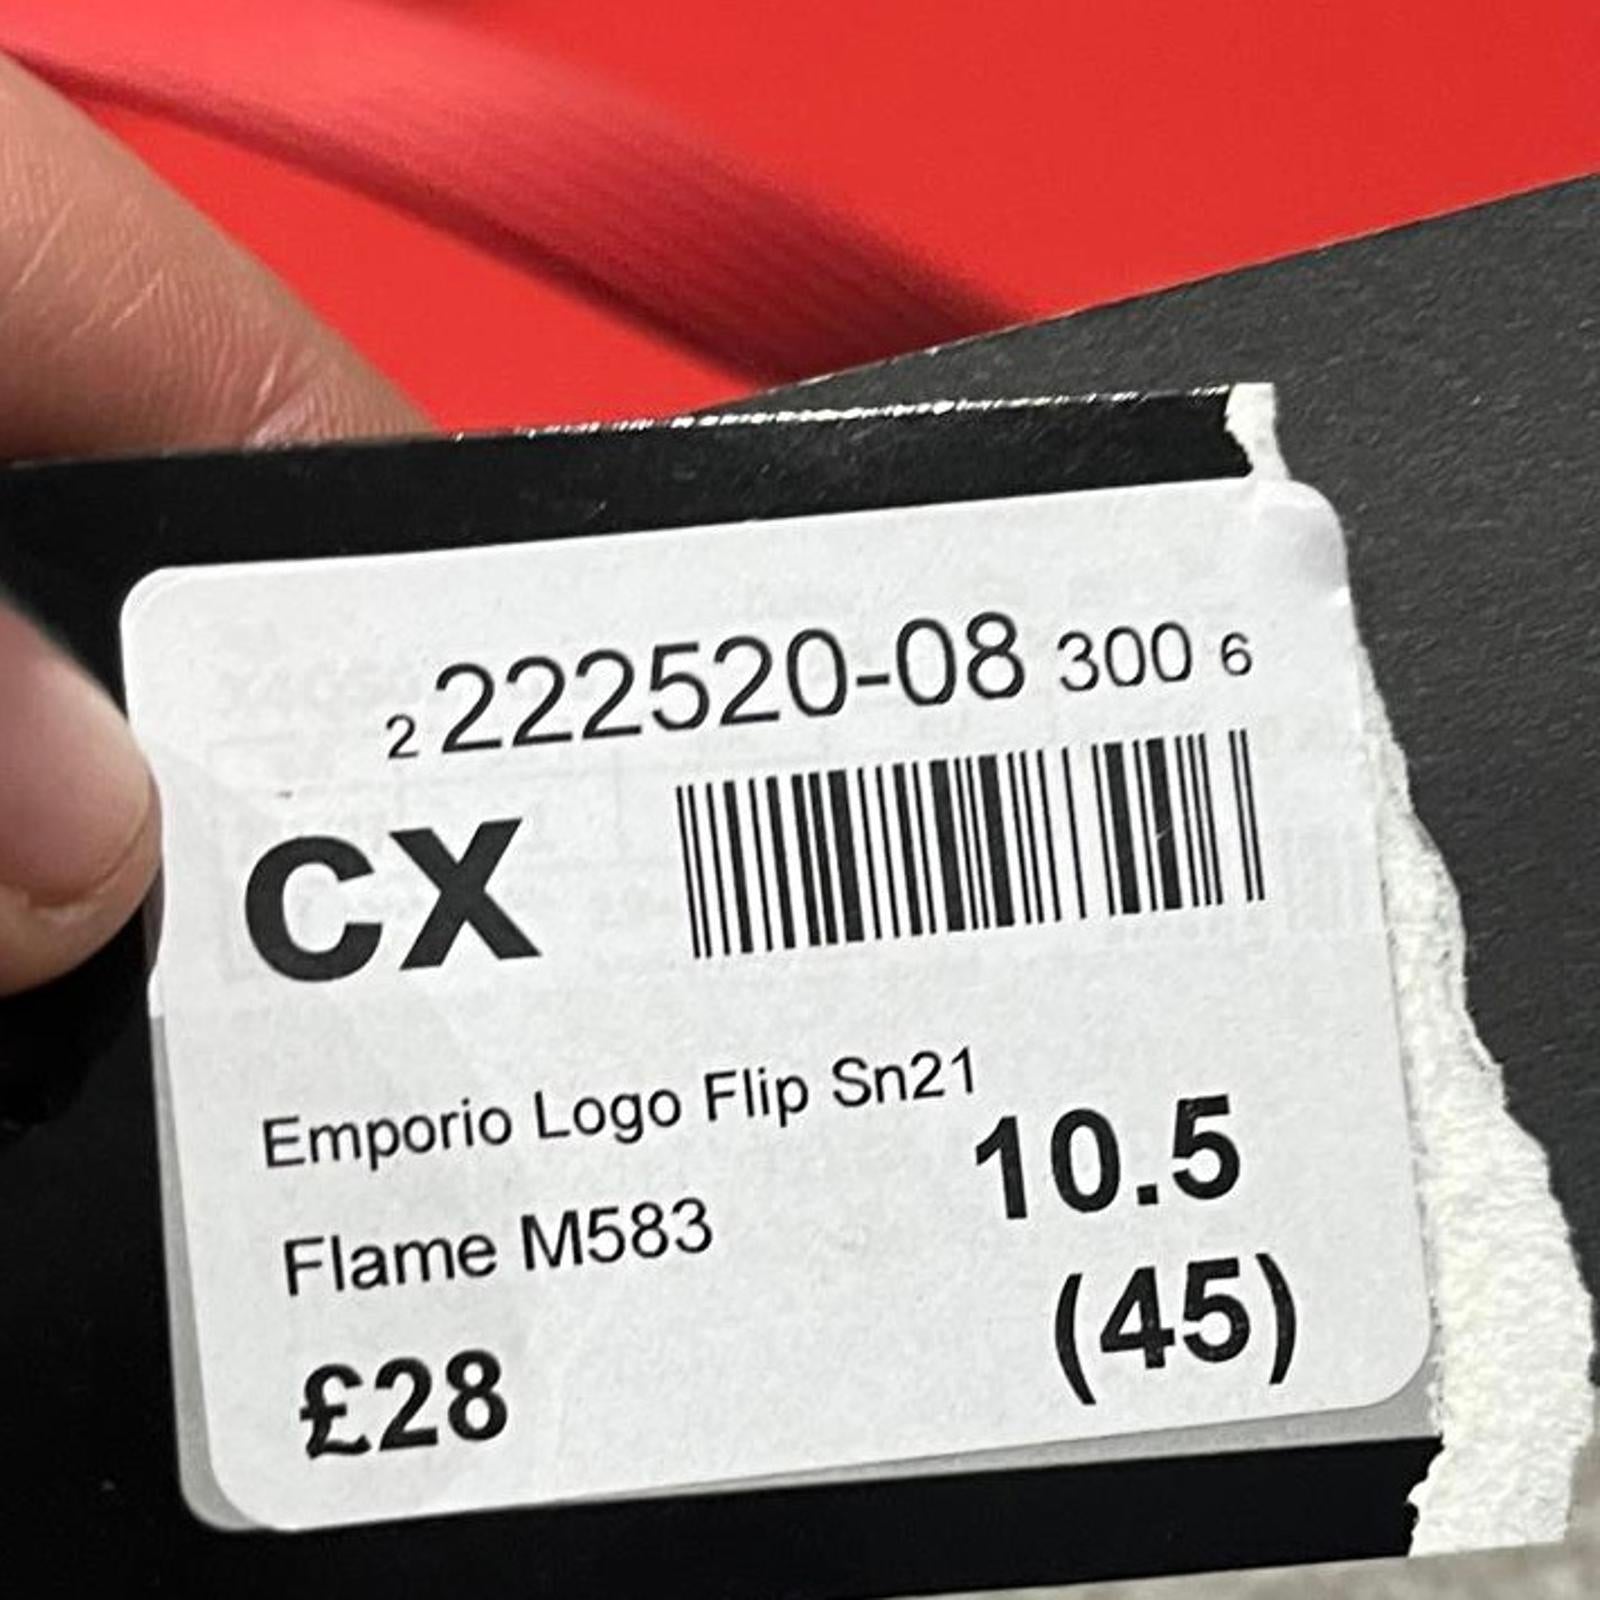 2 222520-08 300 6
CX
Emporio Logo Flip Sn21
10.5
Flame M583
(45)
£28